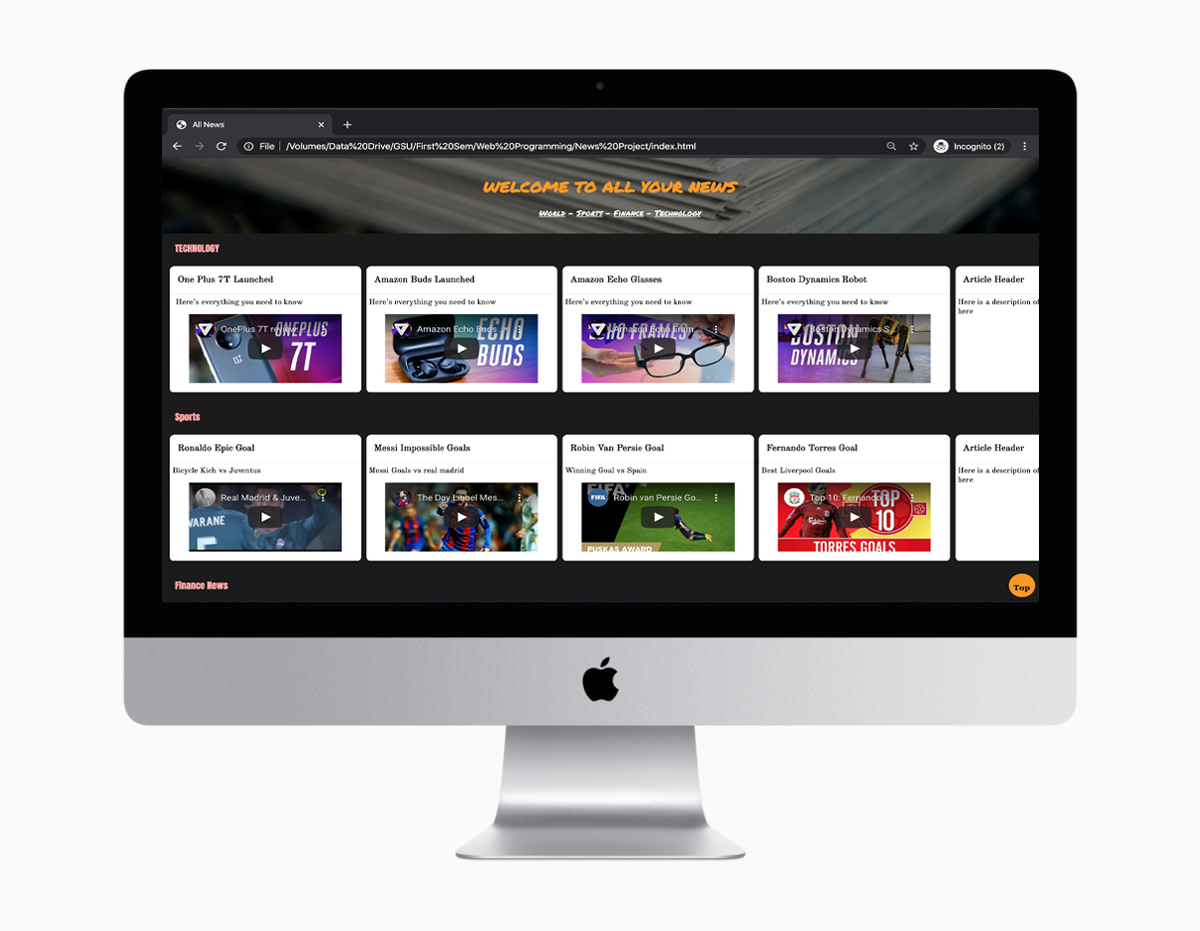 All News
File /Volumes/Data%20Drive/GSU/First%20Sem/Web%20Programming/News%20Project/index.html
Incognito (2)
WELCOME TO ALL YOUR NEWS
World - Sports - Finance - Technology
TECHNOLOGY
One Plus 7T Launched
Here's everything you need to know
OnePlus 7T review
ONEPLUS
7T
Amazon Buds Launched
Here's everything you need to know
Amazon Echo Buds
ECHO
BUDS
Amazon Echo Glasses
Here's everything you need to know
Amazon Echo Fram...
ECHO FRAMES
Boston Dynamics Robot
Here's everything you need to know
Boston Dynamics S...
BOSTON
DYNAMICS
Article Header
Here is a description of
here
Sports
Ronaldo Epic Goal
Bicycle Kich vs Juventus
Real Madrid & Juve...
VARANE
Messi Impossible Goals
Messi Goals vs real madrid
The Day Lionel Mes...
Robin Van Persie Goal
Winning Goal vs Spain
FIFA
FIFA
Robin van Persie Go...
PUSKAS AWARD
Fernando Torres Goal
Best Liverpool Goals
Top 10: Fernando
TOP
10
TORRES GOALS
Article Header
Here is a description of
here
Finance News
Top